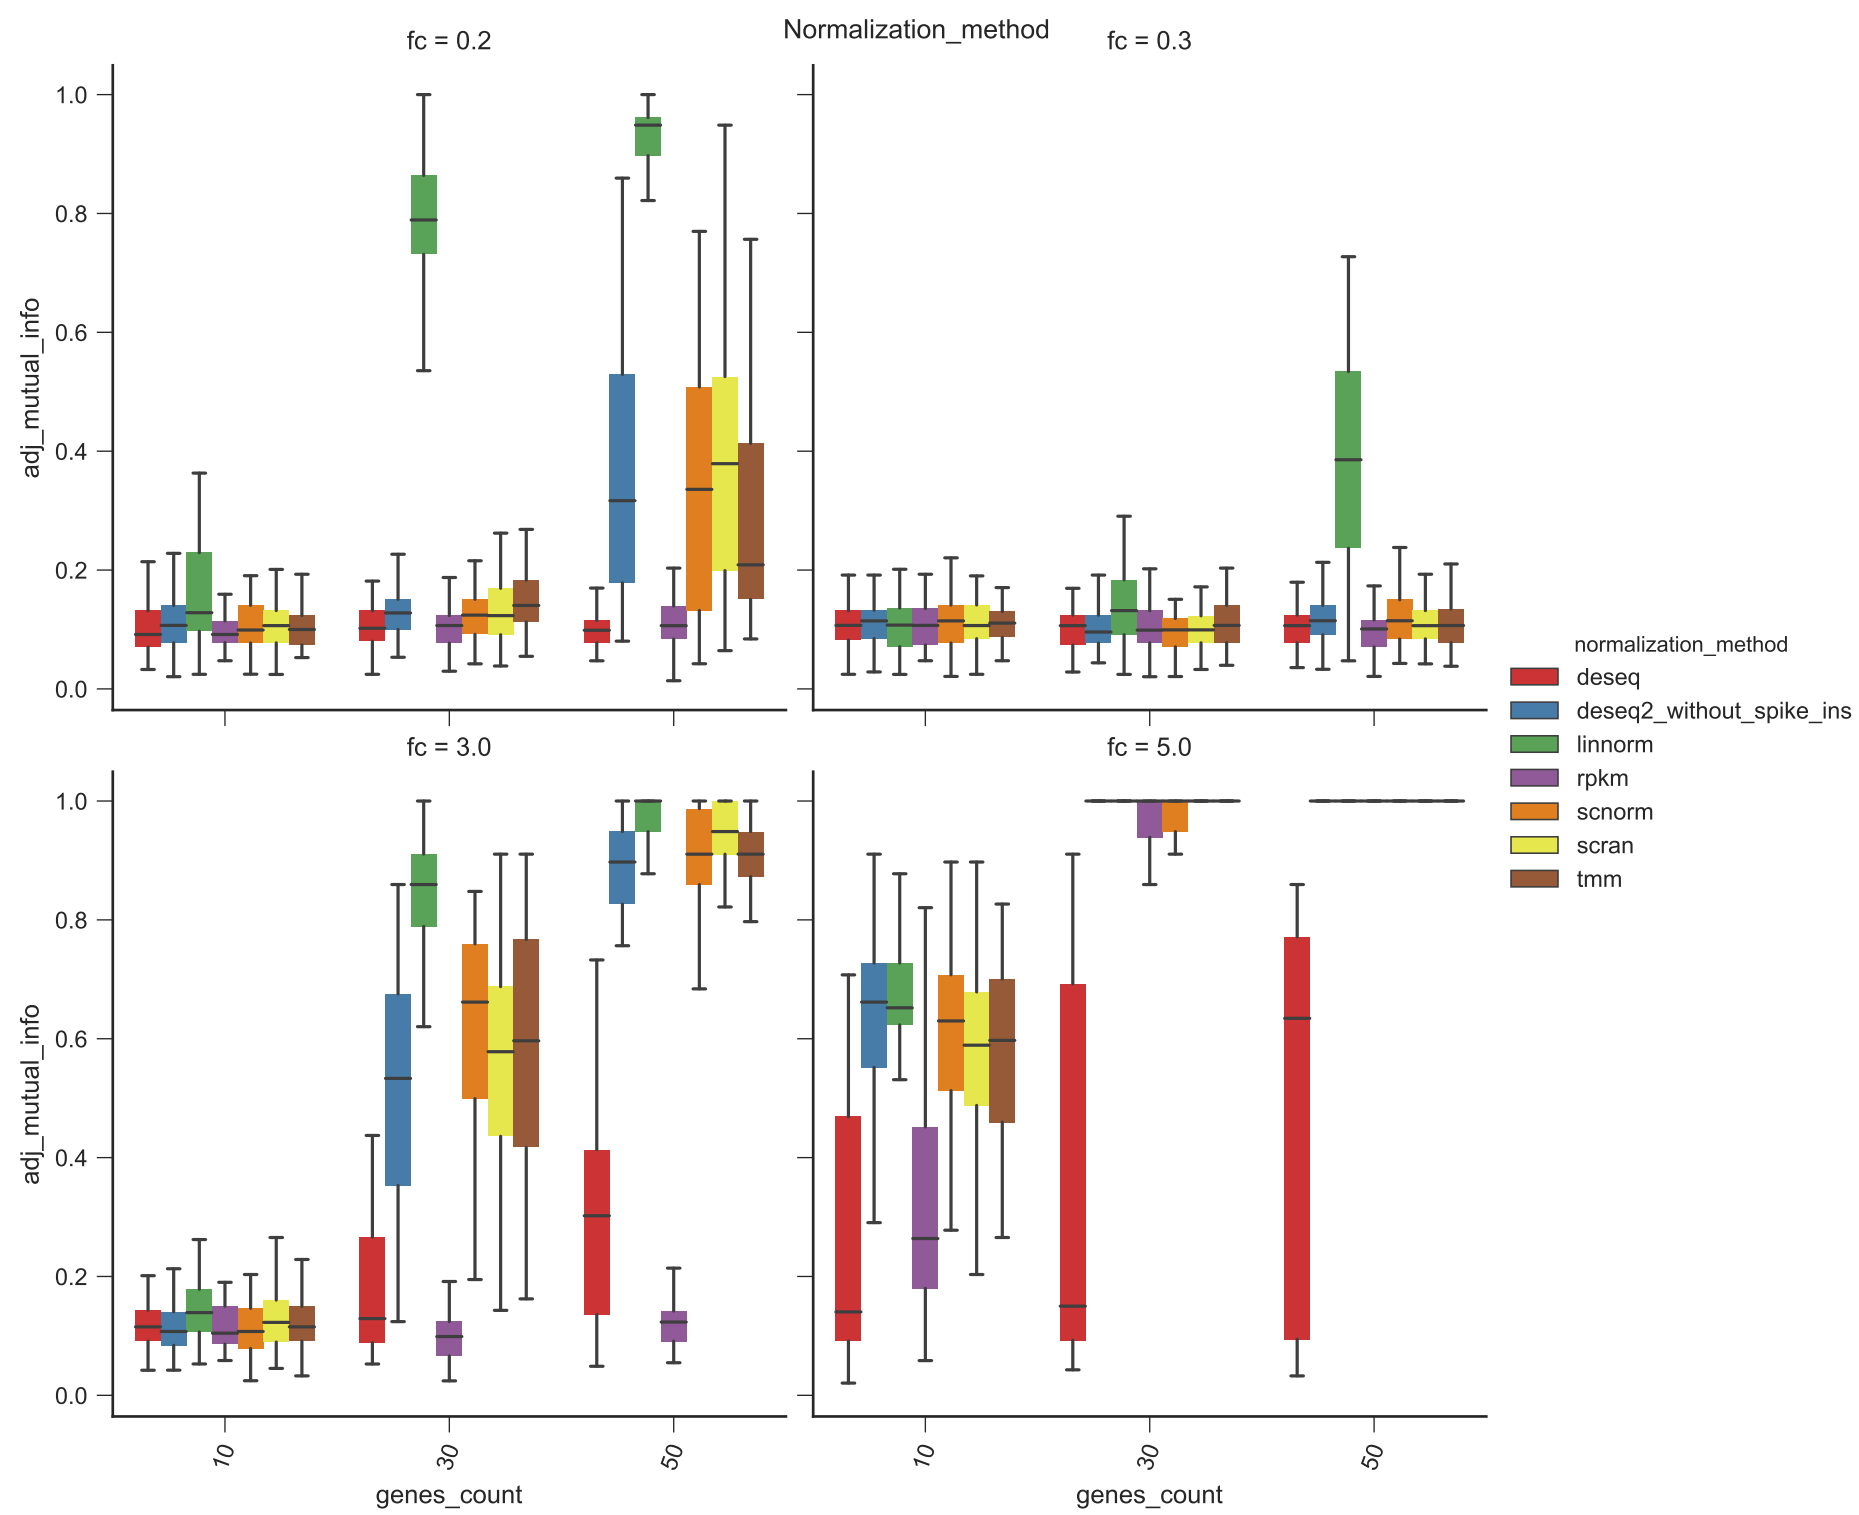 Normalization_method
fc = 0.2
fc = 0.3
1.0
0.8
0.6
0.4
0.2
0.0
adj_mutual_info
fc = 3.0
fc = 5.0
1.0
0.8
0.6
0.4
0.2
0.0
adj_mutual_info
10
30
50
10
30
50
genes_count
genes_count
normalization_method
deseq
deseq2_without_spike_ins
linnorm
rpkm
scnorm
scran
tmm